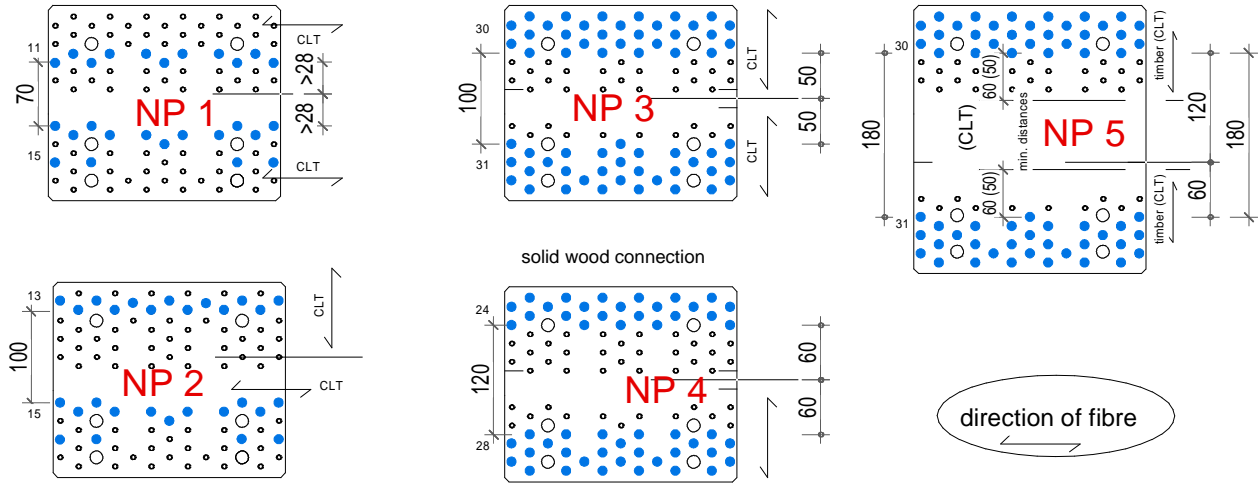 11
70
15
NP 1
CLT
>28
>28
CLT
30
100
31
NP 3
CLT
CLT
50
50
30
180
31
NP 5
(CLT)
60 (50)
min. distances
60 (50)
timber (CLT)
timber (CLT)
120
60
180
13
100
15
NP 2
CLT
CLT
solid wood connection
24
120
28
NP 4
60
60
direction of fibre